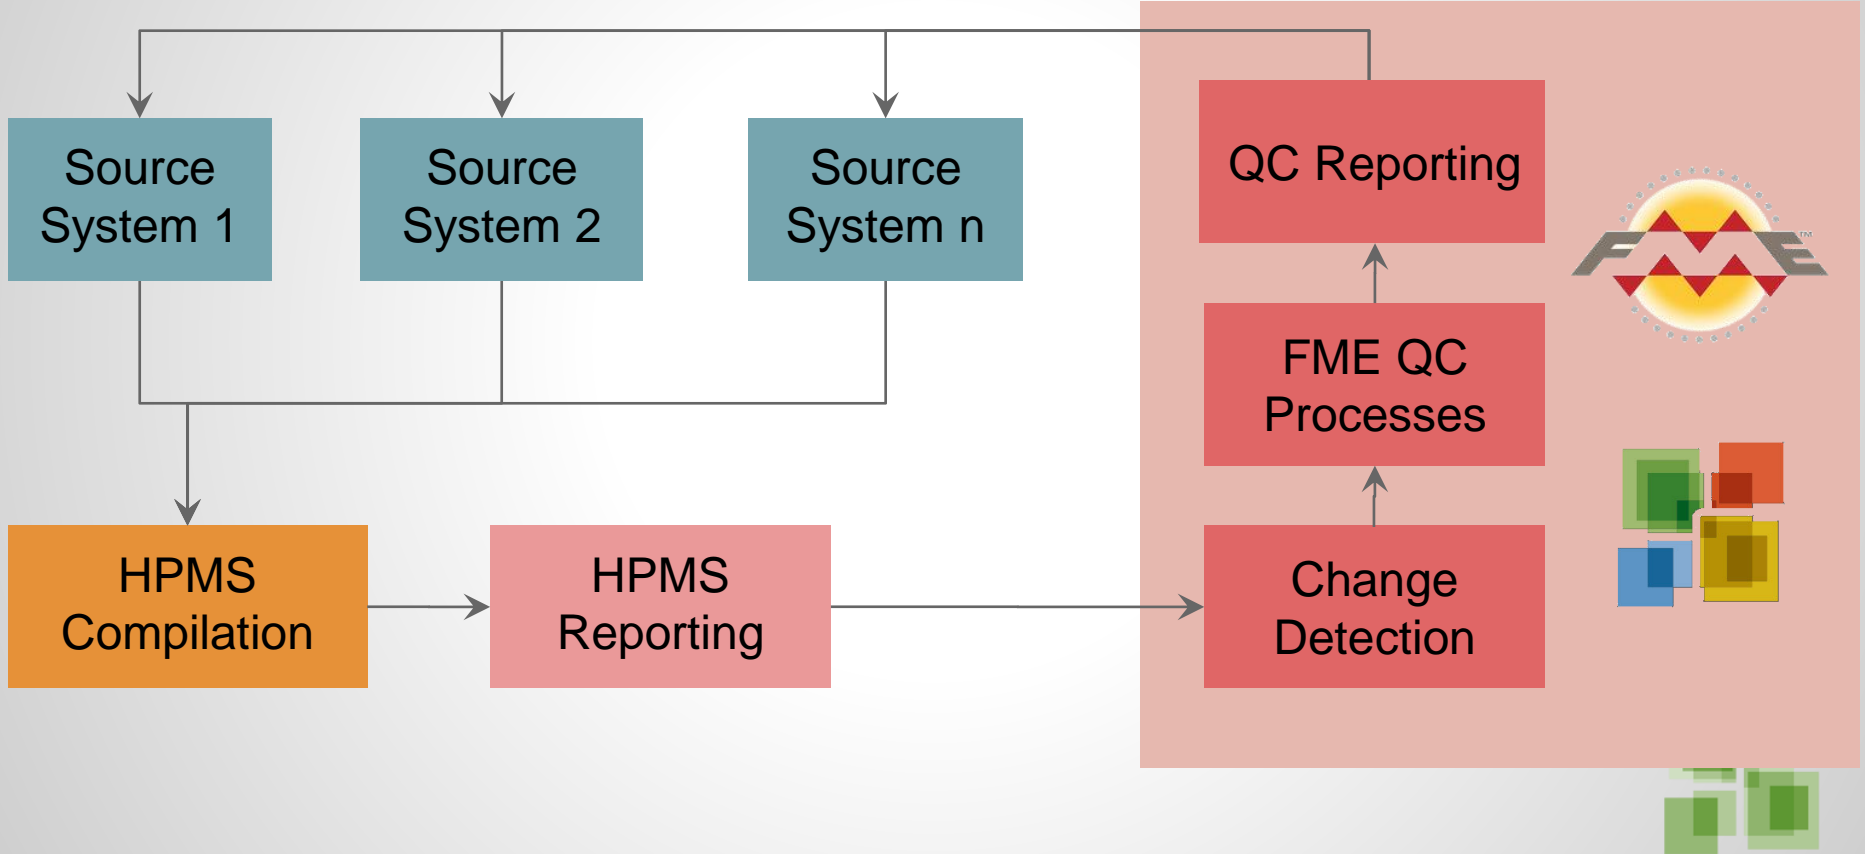 Source
System 1
Source
System 2
Source
System n
QC Reporting
FME™
FME QC
Processes
HPMS
Compilation
HPMS
Reporting
Change
Detection